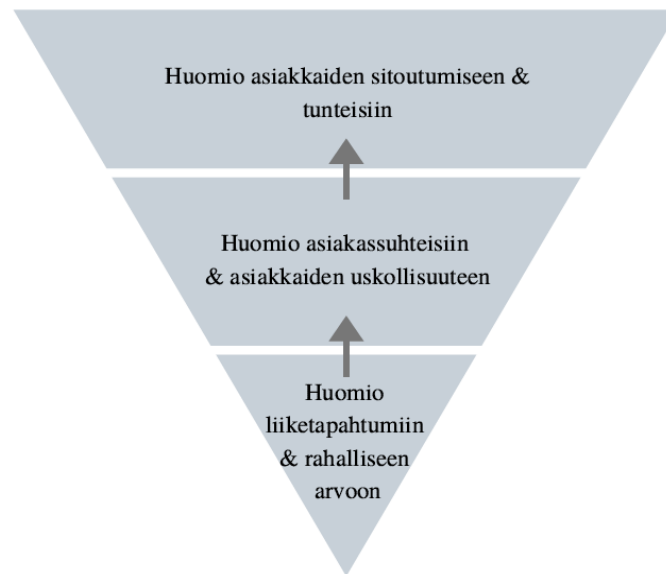 Huomio asiakkaiden sitoutumiseen &
tunteisiin
Huomio asiakassuhteisiin
& asiakkaiden uskollisuuteen
Huomio
liiketapahtumiin
& rahalliseen
arvoon